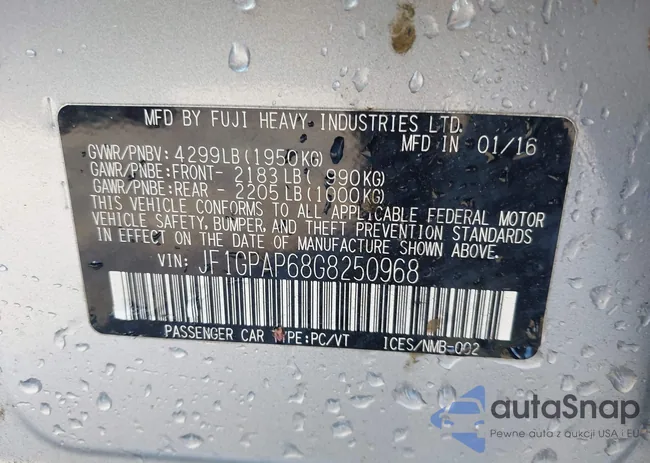 MFD BY FUJI HEAVY INDUSTRIES LTD.
MFD IN 01/16
GVWR/PNBV: 4299LB (1950KG)
GAWR/PNBE:FRONT- 2183LB( 990KG)
GAWR/PNBE:REAR - 2205LB(1000KG)
THIS VEHICLE CONFORMS TO ALL APPLICABLE FEDERAL MOTOR
VEHICLE SAFETY, BUMPER, AND THEFT PREVENTION STANDARDS
IN EFFECT ON THE DATE OF MANUFACTURE SHOWN ABOVE.
VIN: JF1GPAP68G8250968
PASSENGER CAR TYPE:PC/VT ICES/NMB-002
autoSnap
Pewne auta z aukcji USA i EU